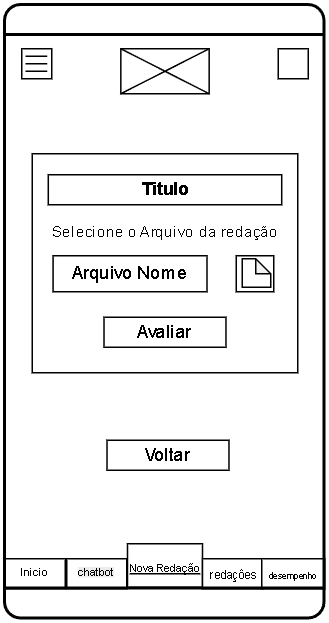 Titulo
Selecione o Arquivo da redação
Arquivo Nome
Avaliar
Voltar
Inicio
chatbot
Nova Redação
redações
desempenho